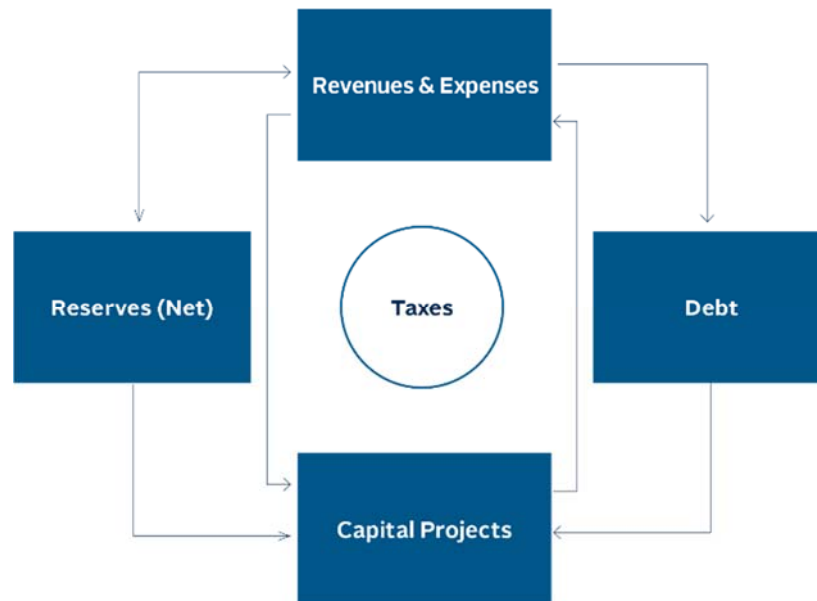 Revenues & Expenses
Reserves (Net)
Taxes
Debt
Capital Projects